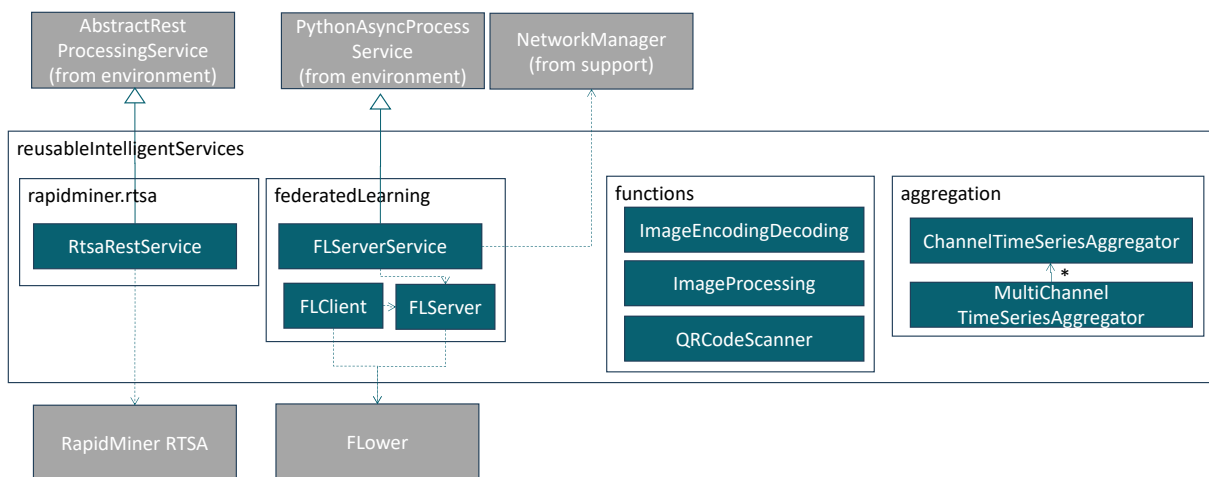 AbstractRest
ProcessingService
(from environment)
PythonAsyncProcess
Service
(from environment)
NetworkManager
(from support)
reusableIntelligentServices
rapidminer.rtsa
RtsaRestService
federatedLearning
FLServerService
FLClient
FLServer
functions
ImageEncodingDecoding
ImageProcessing
QRCodeScanner
aggregation
ChannelTimeSeriesAggregator
*
MultiChannel
TimeSeriesAggregator
RapidMiner RTSA
FLower